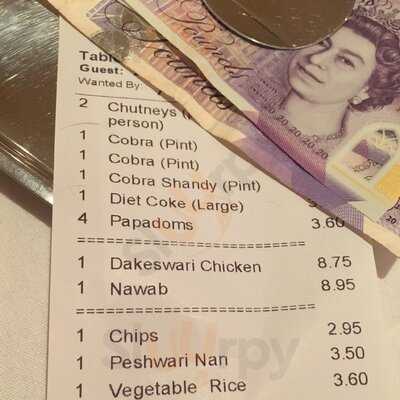 Table
Guest:
Wanted By:
2 Chutneys (
person)
1 Cobra (Pint)
1 Cobra (Pint)
1 Cobra Shandy (Pint)
1 Diet Coke (Large)
4 Papadoms 3.60
==============================
1 Dakeswari Chicken 8.75
1 Nawab 8.95
==============================
1 Chips 2.95
1 Peshwari Nan 3.50
1 Vegetable Rice 3.60